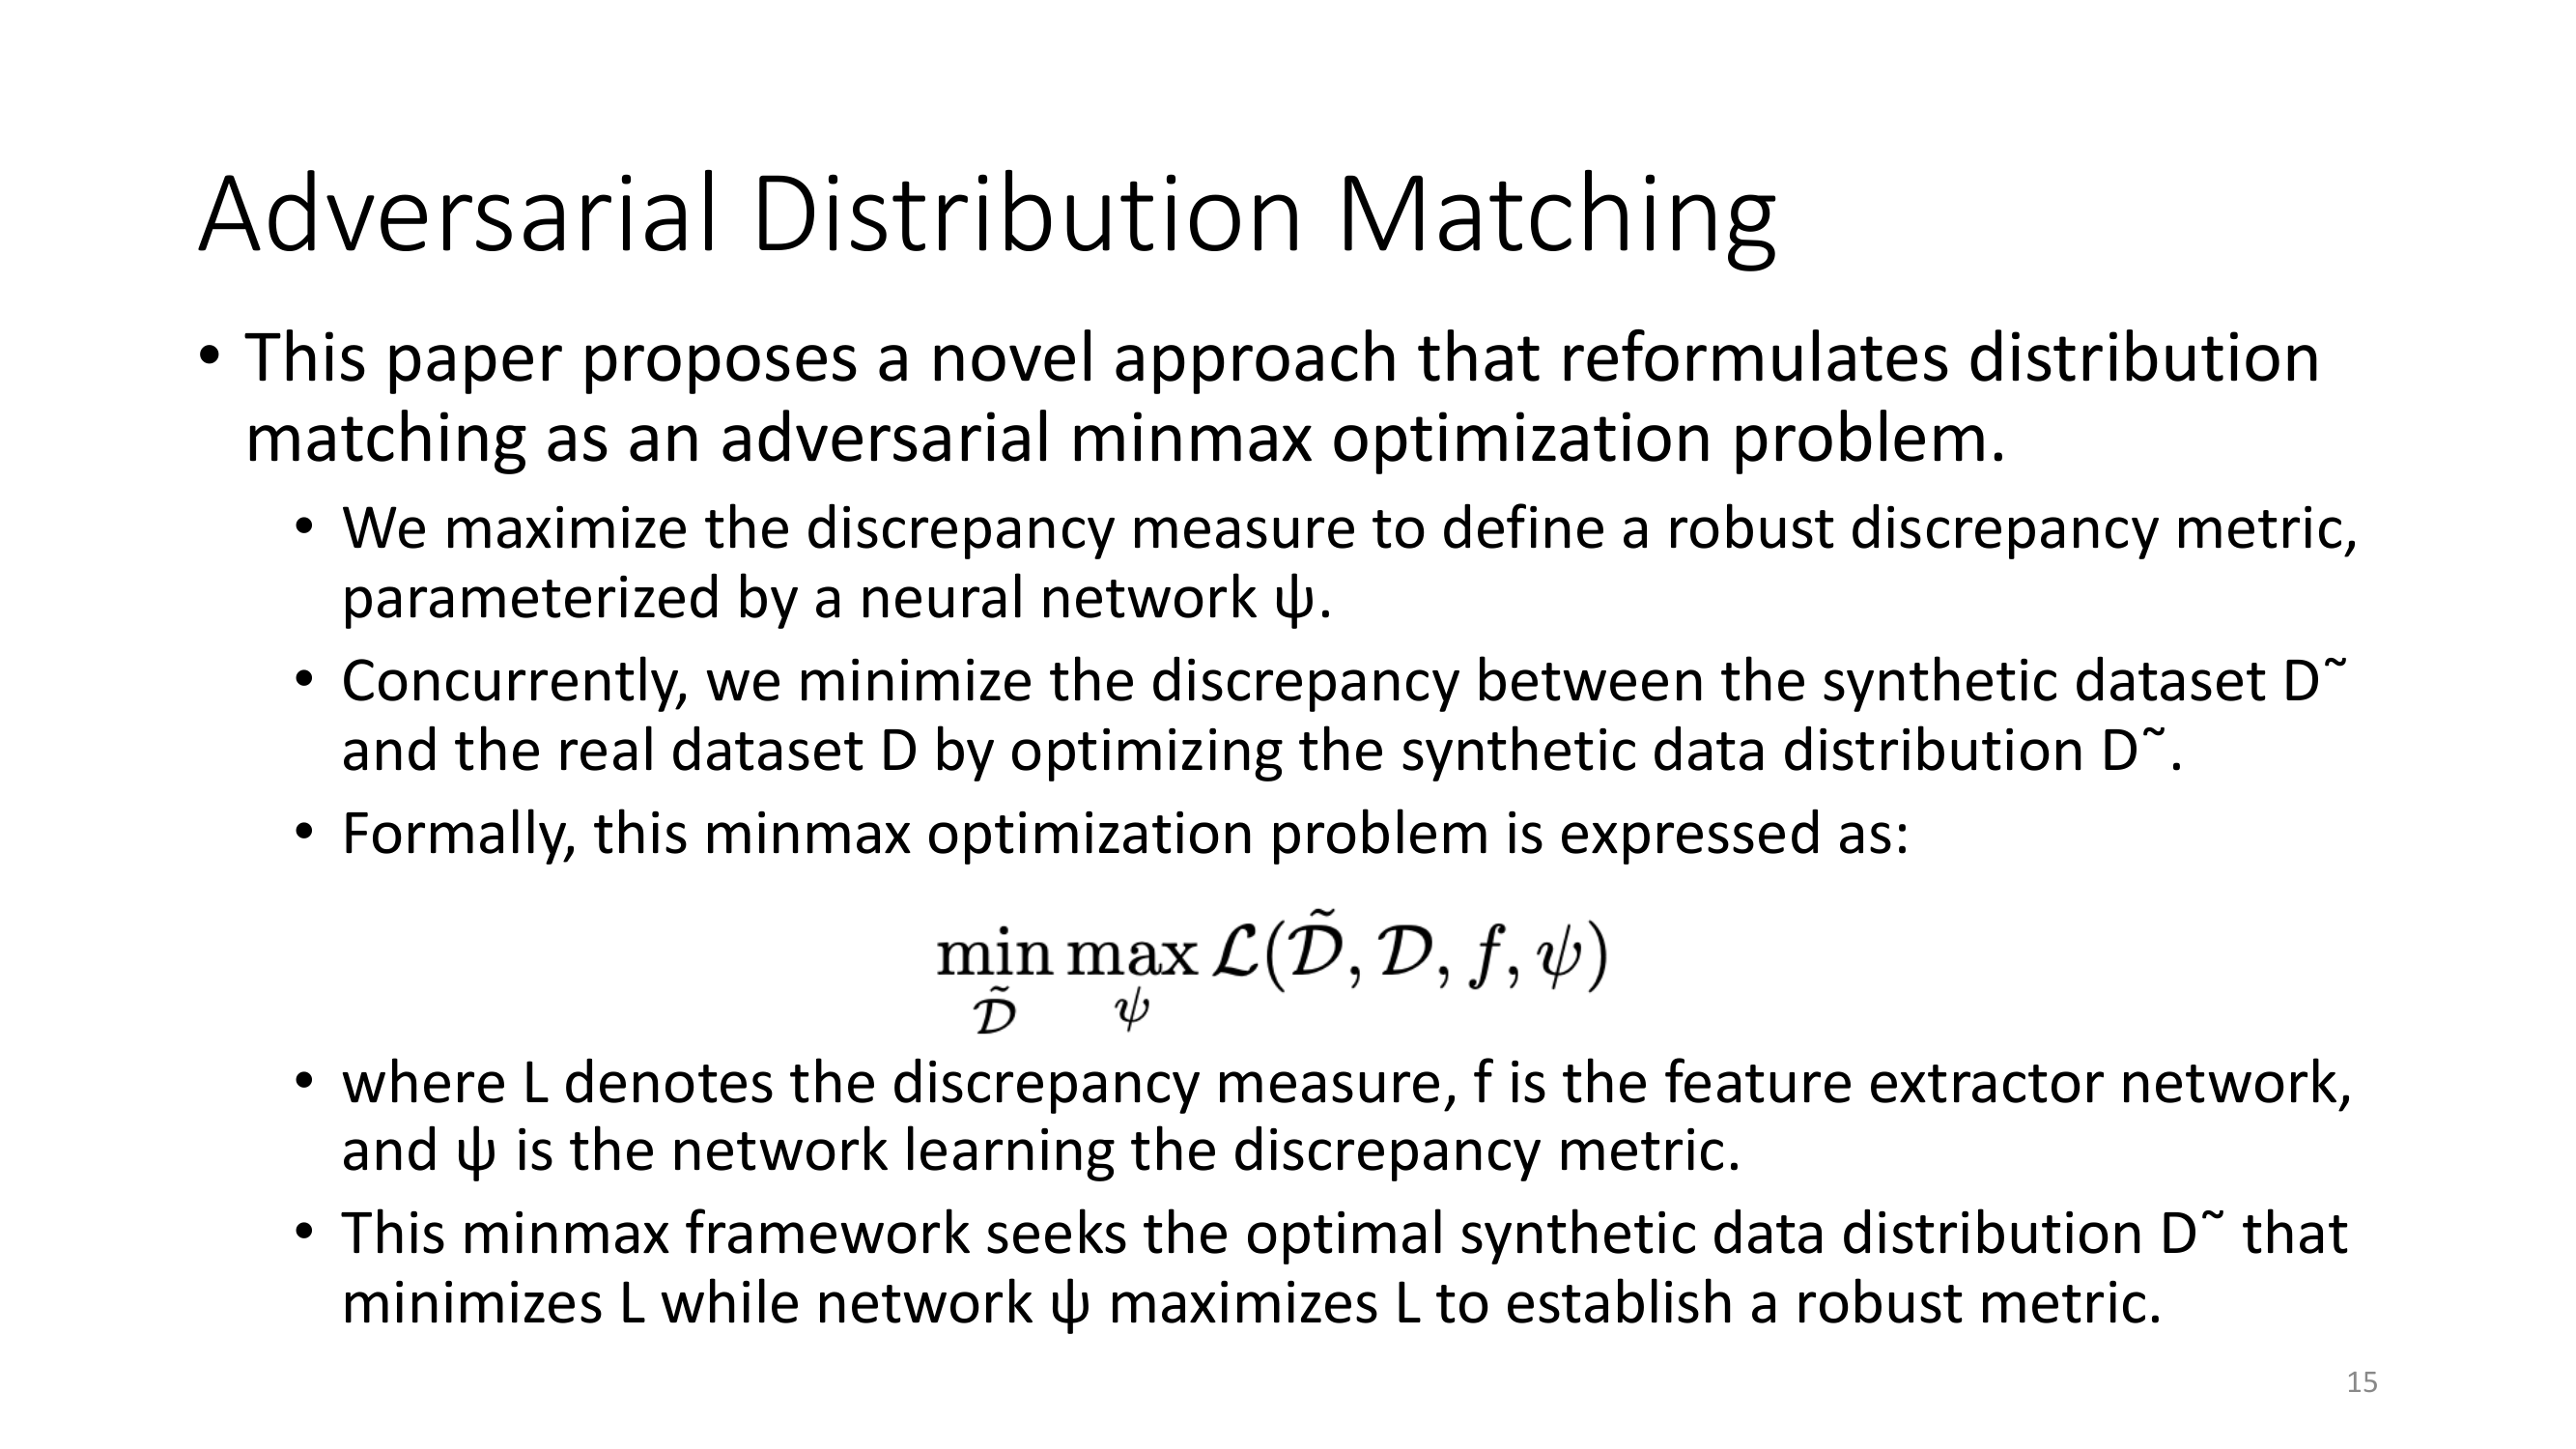 Adversarial Distribution Matching
• This paper proposes a novel approach that reformulates distribution
matching as an adversarial minmax optimization problem.
• We maximize the discrepancy measure to define a robust discrepancy metric,
parameterized by a neural network ψ.
• Concurrently, we minimize the discrepancy between the synthetic dataset D˜
and the real dataset D by optimizing the synthetic data distribution D˜.
• Formally, this minmax optimization problem is expressed as:
$\min_{\tilde{\mathcal{D}}} \max_{\psi} \mathcal{L}(\tilde{\mathcal{D}}, \mathcal{D}, f, \psi)$
• where L denotes the discrepancy measure, f is the feature extractor network,
and ψ is the network learning the discrepancy metric.
• This minmax framework seeks the optimal synthetic data distribution D˜ that
minimizes L while network ψ maximizes L to establish a robust metric.
15